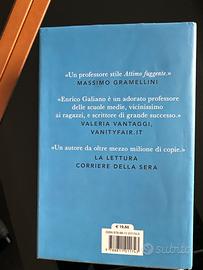 «Un professore stile Attimo fuggente.»
MASSIMO GRAMELLINI
«Enrico Galiano è un adorato professore
delle scuole medie, vicinissimo
ai ragazzi, e scrittore di grande successo.»
VALERIA VANTAGGI,
VANITYFAIR.IT
«Un autore da oltre mezzo milione di copie.»
LA LETTURA
CORRIERE DELLA SERA
subito